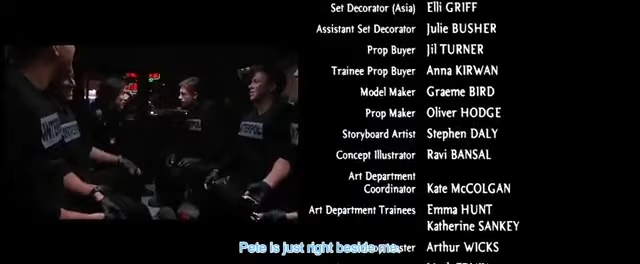 Set Decorator (Asia) Elli GRIFF
Assistant Set Decorator Julie BUSHER
Prop Buyer Jil TURNER
Trainee Prop Buyer Anna KIRWAN
Model Maker Graeme BIRD
Prop Maker Oliver HODGE
Storyboard Artist Stephen DALY
Concept Illustrator Ravi BANSAL
Art Department
Coordinator Kate McCOLGAN
Art Department Trainees Emma HUNT
Katherine SANKEY
Arthur WICKS
Pete is just right beside me.